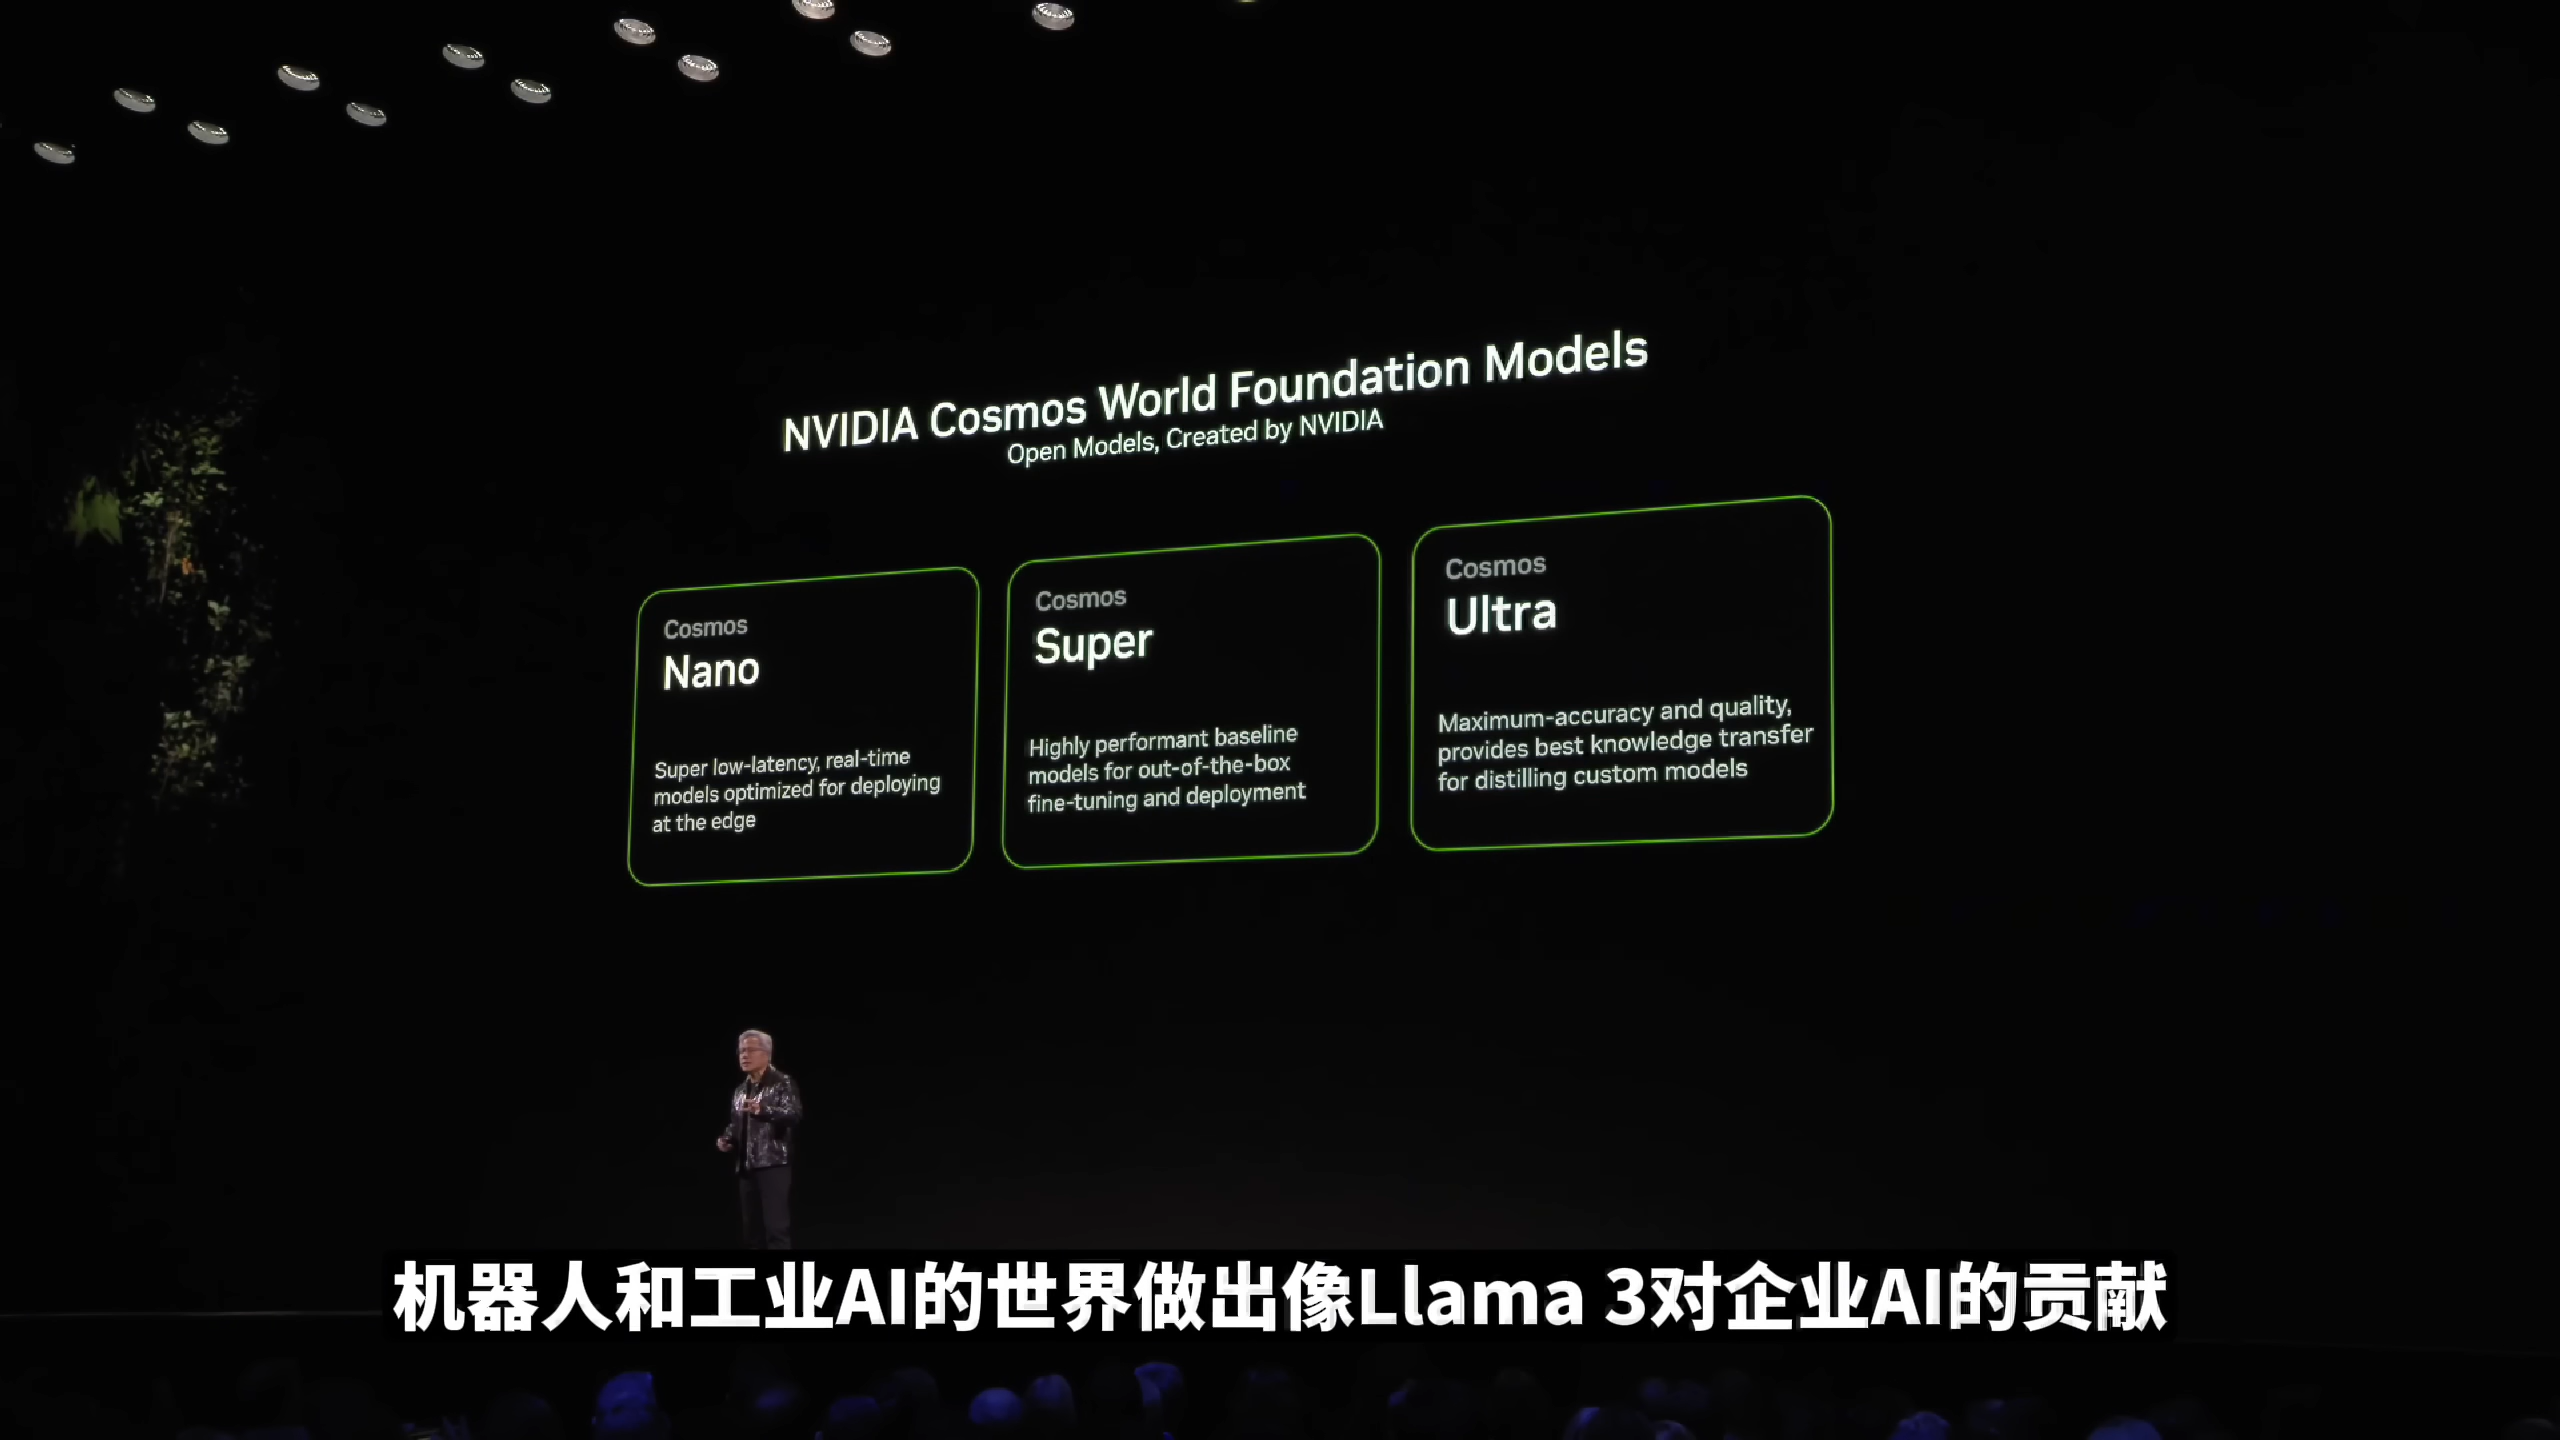 NVIDIA Cosmos World Foundation Models
Open Models, Created by NVIDIA
Cosmos
Nano
Super low-latency, real-time
models optimized for deploying
at the edge
Cosmos
Super
Highly performant baseline
models for out-of-the-box
fine-tuning and deployment
Cosmos
Ultra
Maximum-accuracy and quality,
provides best knowledge transfer
for distilling custom models
机器人和工业AI的世界做出像Llama 3对企业AI的贡献